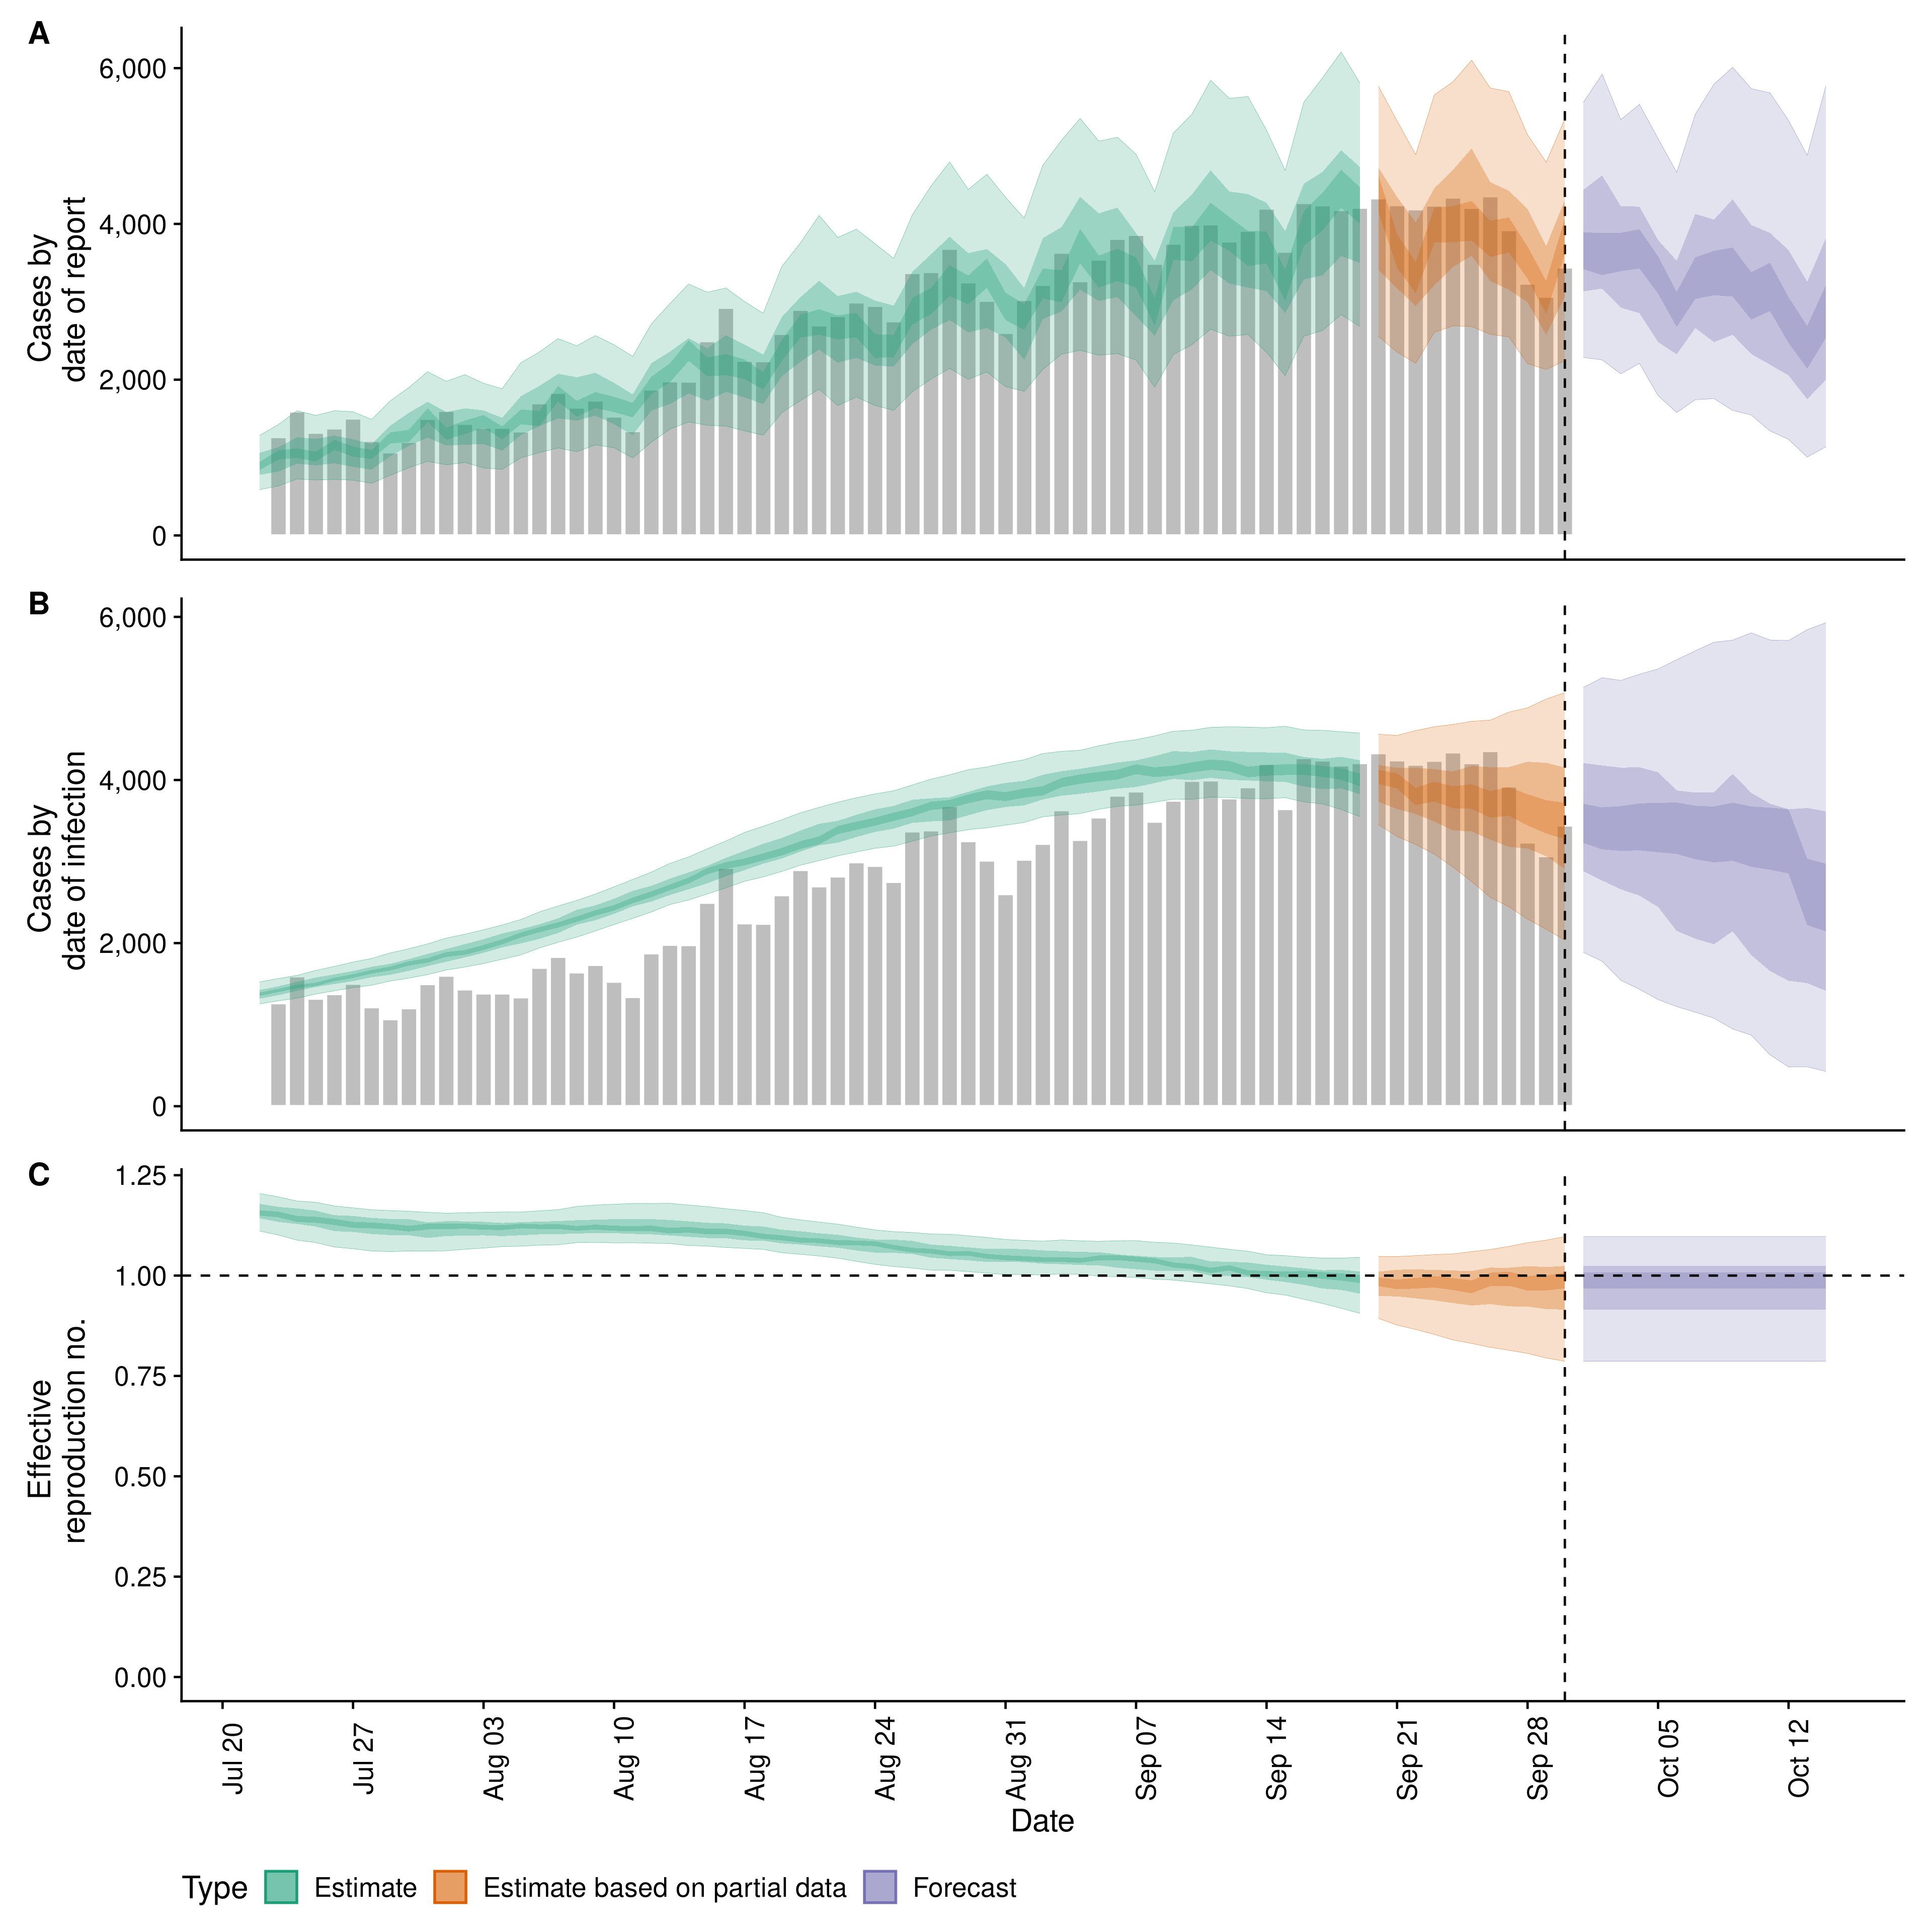 A
6,000
4,000
2,000
0
Cases by
date of report
B
6,000
4,000
2,000
0
Cases by
date of infection
C
1.25
1.00
0.75
0.50
0.25
0.00
Effective
reproduction no.
Jul 20
Jul 27
Aug 03
Aug 10
Aug 17
Aug 24
Aug 31
Sep 07
Sep 14
Sep 21
Sep 28
Oct 05
Oct 12
Date
Type
Estimate
Estimate based on partial data
Forecast